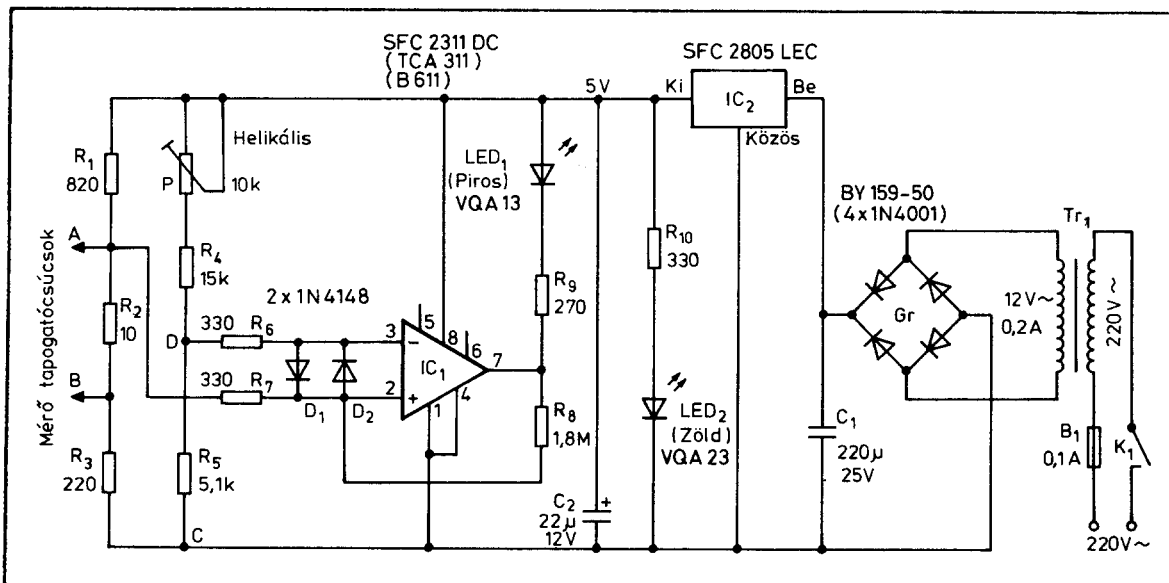 SFC 2311 DC
(TCA 311)
(B 611)
SFC 2805 LEC
5V
Ki
IC2
Be
Közös
R1
820
P
Helikális
10k
LED1
(Piros)
VQA 13
BY 159-50
(4x1N4001)
Tr1
A
R4
15k
R10
330
R2
10
2x1N4148
R9
270
Gr
12V~
0,2A
220V~
330
R6
D
3
-
5
8
6
7
IC1
330
R7
2
+
1
4
B
D1
D2
R8
1,8M
LED2
(Zöld)
VQA 23
C1
220µ
25V
B1
0,1A
K1
Mérő tapogatócsúcsok
R3
220
R5
5,1k
C
C2
22µ
12V
+
220V~